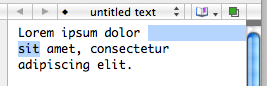 untitled text
Lorem ipsum dolor
sit amet, consectetur
adipiscing elit.